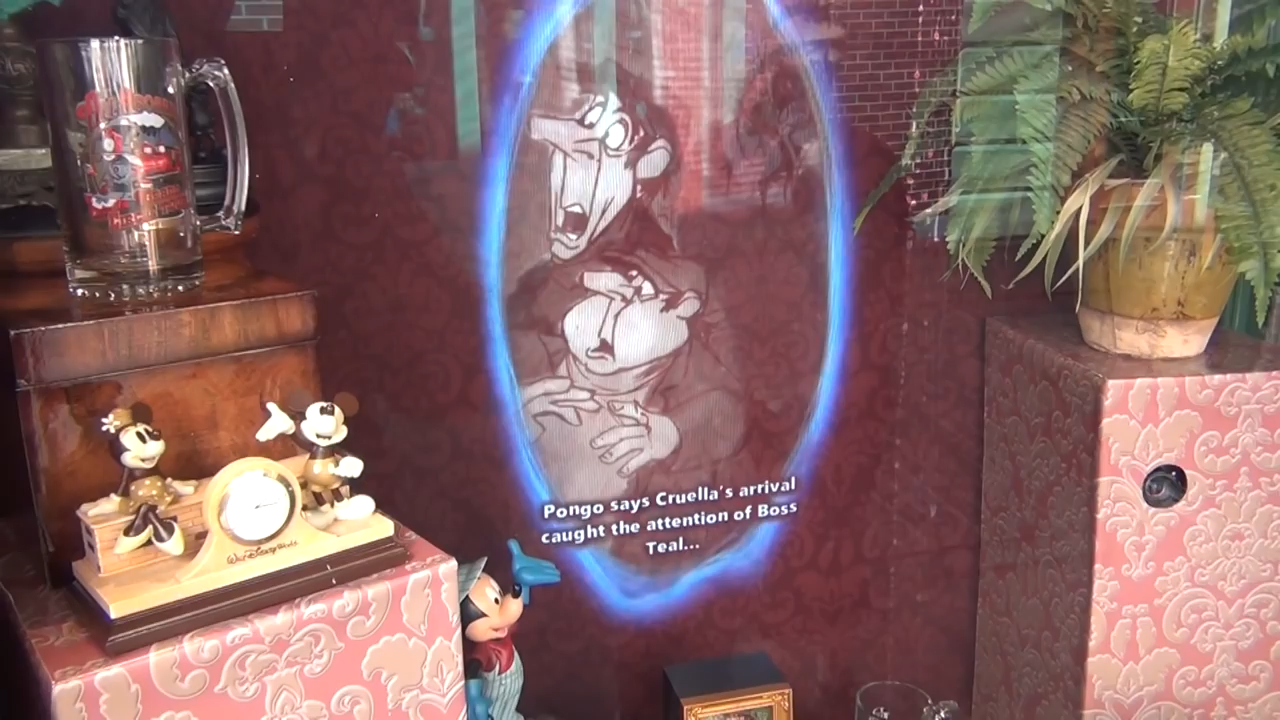 Pongo says Cruella's arrival
caught the attention of Boss
Teal...
Walt Disney World